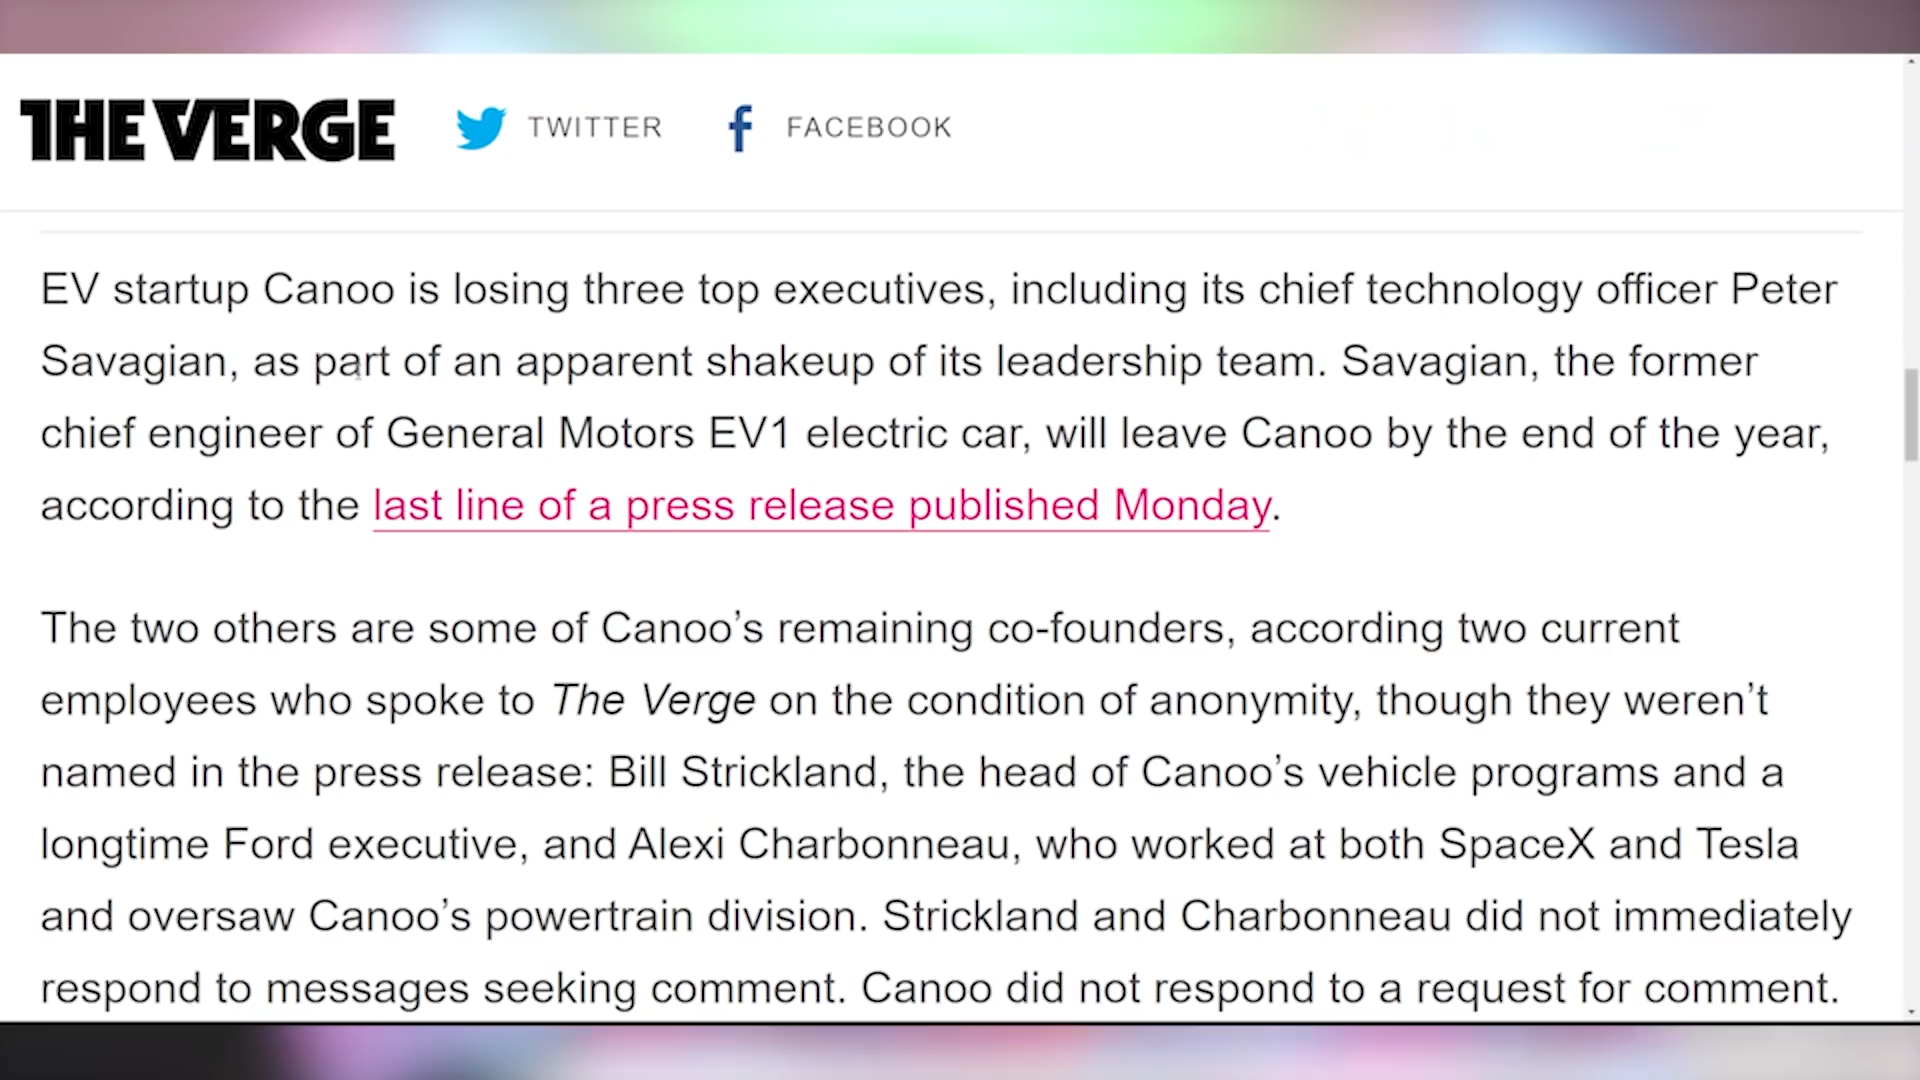 THE VERGE TWITTER FACEBOOK
EV startup Canoo is losing three top executives, including its chief technology officer Peter
Savagian, as part of an apparent shakeup of its leadership team. Savagian, the former
chief engineer of General Motors EV1 electric car, will leave Canoo by the end of the year,
according to the last line of a press release published Monday.
The two others are some of Canoo’s remaining co-founders, according two current
employees who spoke to The Verge on the condition of anonymity, though they weren’t
named in the press release: Bill Strickland, the head of Canoo’s vehicle programs and a
longtime Ford executive, and Alexi Charbonneau, who worked at both SpaceX and Tesla
and oversaw Canoo’s powertrain division. Strickland and Charbonneau did not immediately
respond to messages seeking comment. Canoo did not respond to a request for comment.